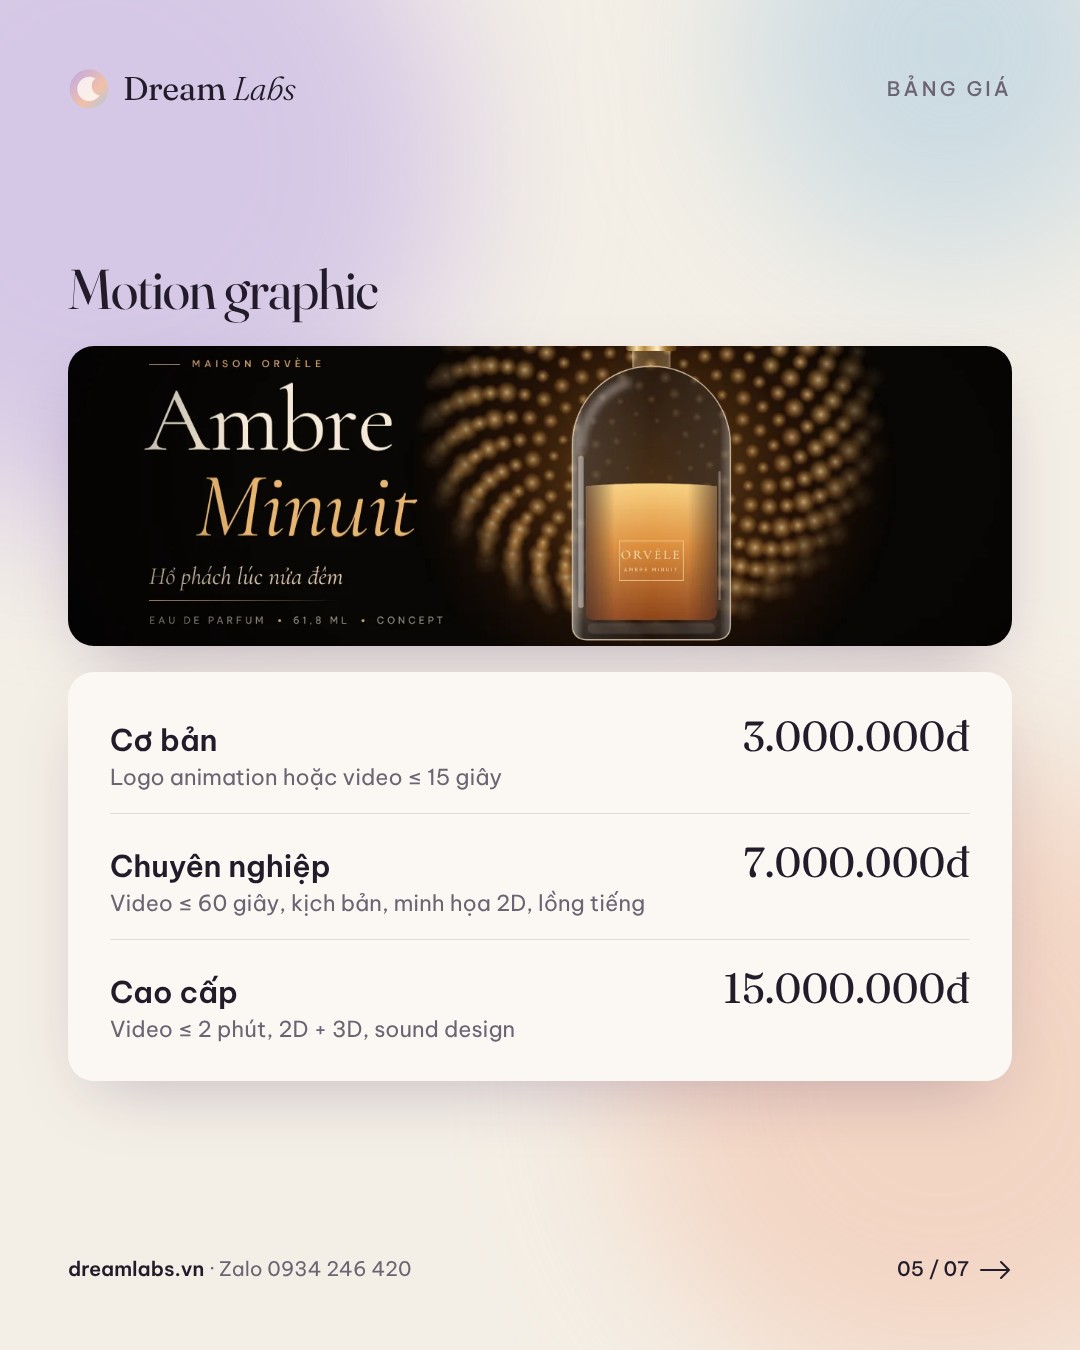 Dream Labs
BẢNG GIÁ
Motion graphic
MAISON ORVÈLE
Ambre
Minuit
Hổ phách lúc nửa đêm
EAU DE PARFUM • 61.8 ML • CONCEPT
ORVÈLE
AMBRE MINUIT
Cơ bản
3.000.000đ
Logo animation hoặc video ≤ 15 giây
Chuyên nghiệp
7.000.000đ
Video ≤ 60 giây, kịch bản, minh họa 2D, lồng tiếng
Cao cấp
15.000.000đ
Video ≤ 2 phút, 2D + 3D, sound design
dreamlabs.vn · Zalo 0934 246 420
05 / 07 →